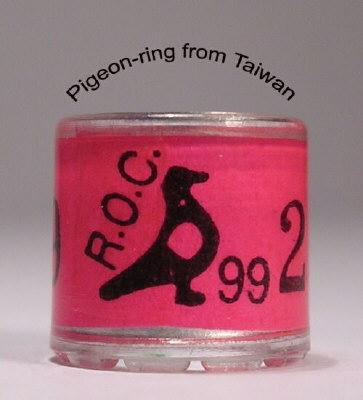 Pigeon-ring from Taiwan
R.O.C.
99 2